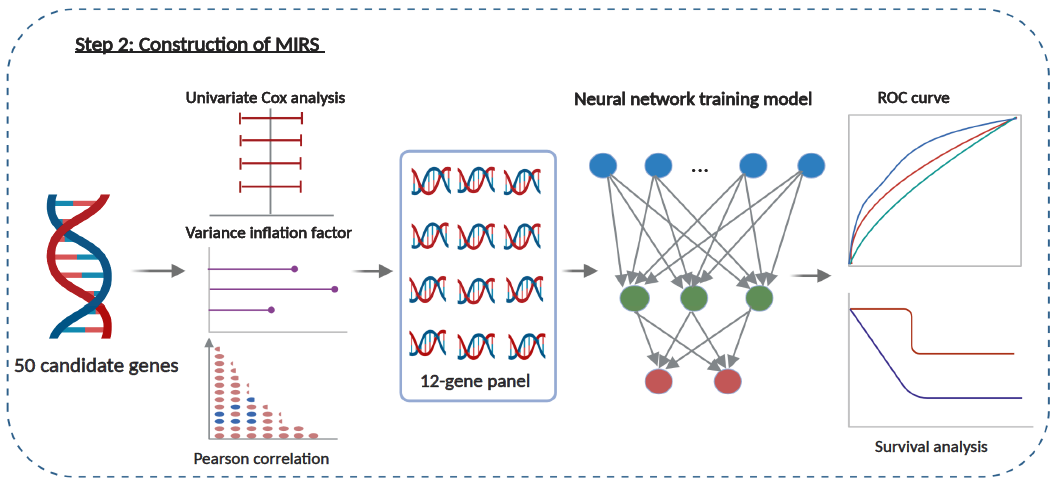 Step 2: Construction of MIRS
Univariate Cox analysis
Neural network training model
ROC curve
Variance inflation factor
...
50 candidate genes
12-gene panel
Pearson correlation
Survival analysis